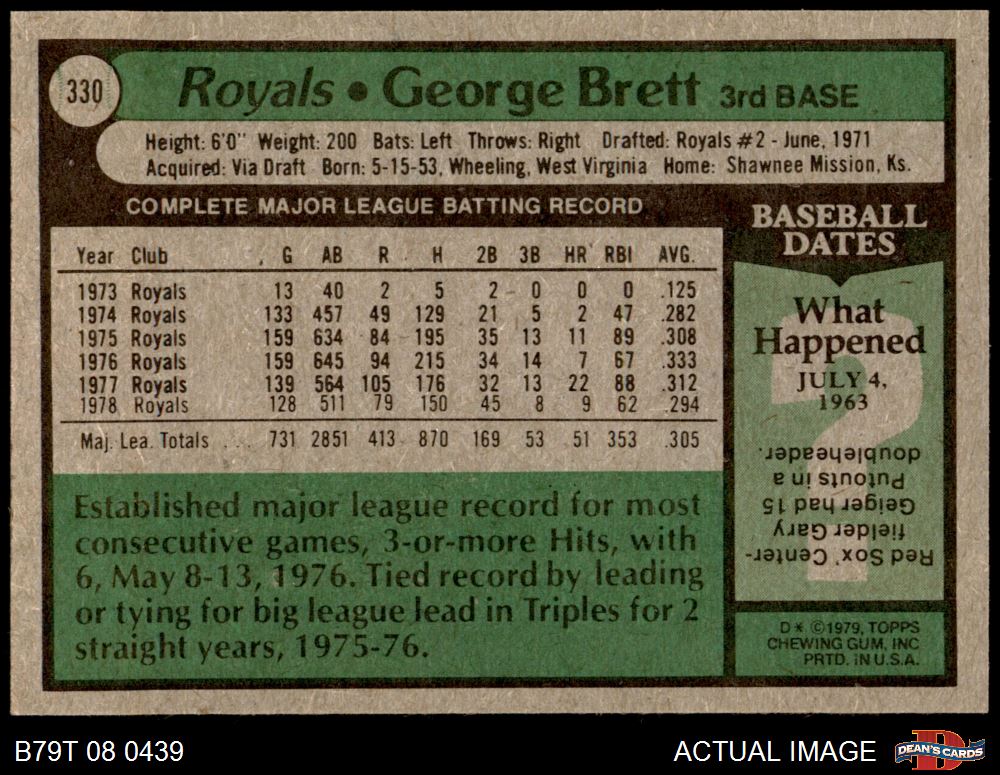 330
Royals • George Brett 3rd BASE
Height: 6'0" Weight: 200 Bats: Left Throws: Right Drafted: Royals #2 - June, 1971
Acquired: Via Draft Born: 5-15-53, Wheeling, West Virginia Home: Shawnee Mission, Ks.
COMPLETE MAJOR LEAGUE BATTING RECORD
Year Club G AB R H 2B 3B HR RBI AVG.
1973 Royals 13 40 2 5 2 0 0 0 .125
1974 Royals 133 457 49 129 21 5 2 47 .282
1975 Royals 159 634 84 195 35 13 11 89 .308
1976 Royals 159 645 94 215 34 14 7 67 .333
1977 Royals 139 564 105 176 32 13 22 88 .312
1978 Royals 128 511 79 150 45 8 9 62 .294
Maj. Lea. Totals . . . 731 2851 413 870 169 53 51 353 .305
Established major league record for most
consecutive games, 3-or-more Hits, with
6, May 8-13, 1976. Tied record by leading
or tying for big league lead in Triples for 2
straight years, 1975-76.
BASEBALL
DATES
What
Happened
JULY 4,
1963
?
Red Sox' Center-
fielder Gary
Geiger had 15
Putouts in a
doubleheader.
D* ©1979, TOPPS
CHEWING GUM, INC
PRTD. IN U.S.A.
B79T 08 0439
ACTUAL IMAGE
D
DEAN'S CARDS